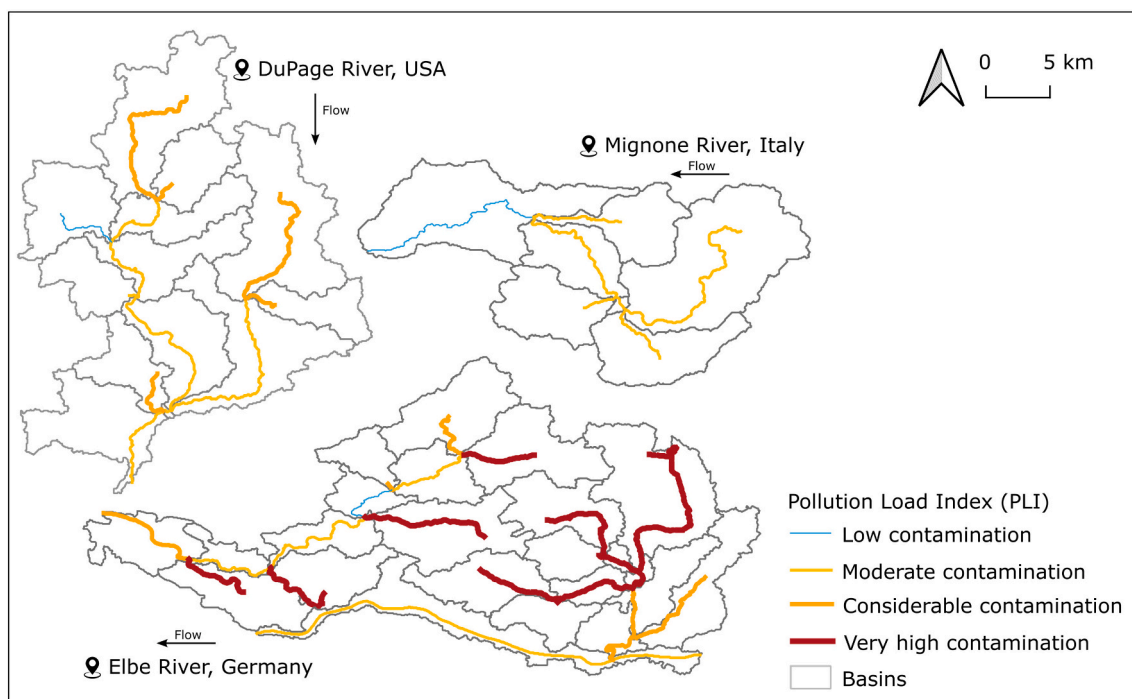 DuPage River, USA
Flow
0 5 km
Mignone River, Italy
Flow
Pollution Load Index (PLI)
Low contamination
Moderate contamination
Considerable contamination
Very high contamination
Basins
Flow
Elbe River, Germany